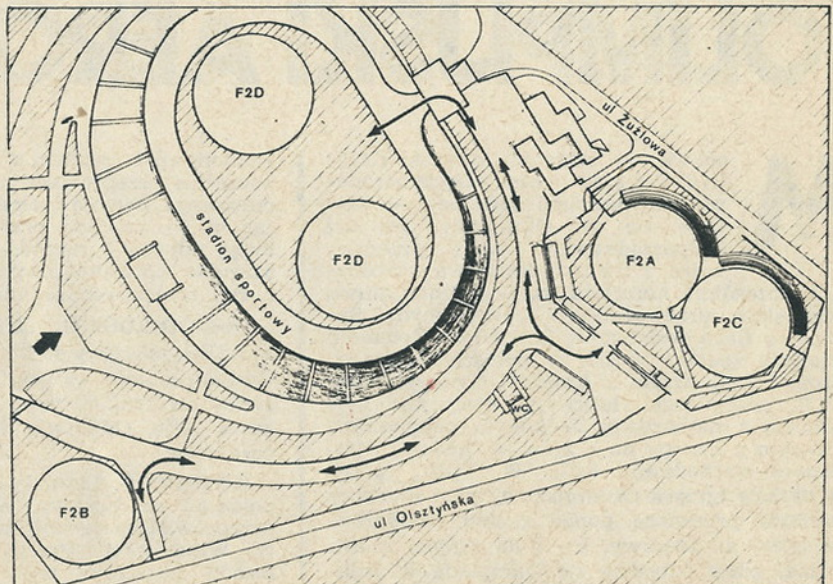 F2D
ul Żużlowa
stadion sportowy
F2D
F2A
F2C
WC
F2B
ul Olsztyńska